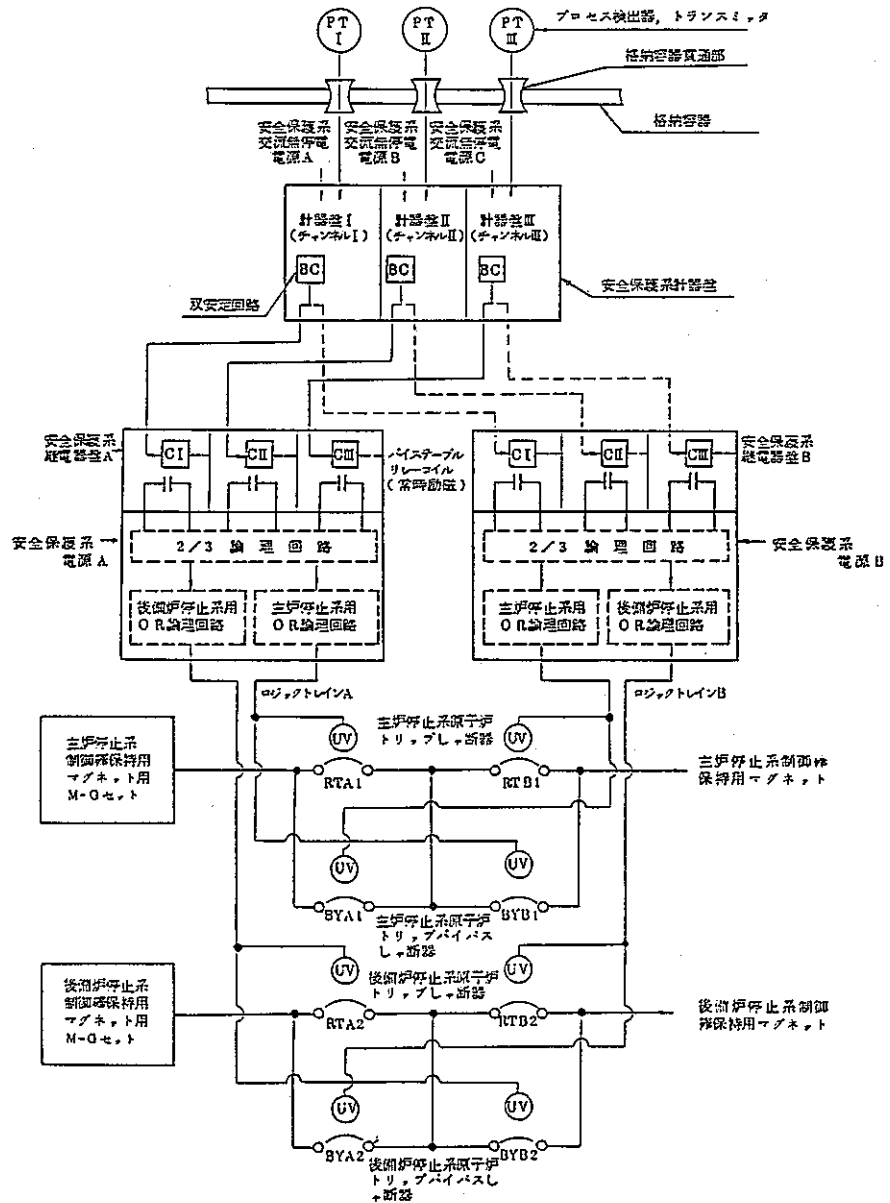 PT
I
PT
II
PT
III
プロセス検出器,トランスミッタ
格納容器貫通部
格納容器
安全保護系
交流無停電
電源A
安全保護系
交流無停電
電源B
安全保護系
交流無停電
電源C
計器盤I
(チャンネルI)
計器盤II
(チャンネルII)
計器盤III
(チャンネルIII)
BC
BC
BC
双安定回路
安全保護系計器盤
安全保護系
継電器盤A
CI
CII
CIII
バイステーブル
リレーコイル
(常時励磁)
CI
CII
CIII
安全保護系
継電器盤B
安全保護系
電源A
2/3論理回路
2/3論理回路
安全保護系
電源B
後備炉停止系用
OR論理回路
主炉停止系用
OR論理回路
主炉停止系用
OR論理回路
後備炉停止系用
OR論理回路
ロジックトレインA
ロジックトレインB
主炉停止系
制御棒保持用
マグネット用
M-Gセット
主炉停止系原子炉
トリップしゃ断器
UV
UV
RTA1
RTB1
主炉停止系制御棒
保持用マグネット
UV
UV
BYA1
BYB1
主炉停止系原子炉
トリップバイパス
しゃ断器
UV
UV
後備炉停止系
制御棒保持用
マグネット用
M-Gセット
後備炉停止系原子炉
トリップしゃ断器
RTA2
RTB2
後備炉停止系制御
棒保持用マグネット
UV
UV
BYA2
BYB2
後備炉停止系原子炉
トリップバイパスし
ゃ断器